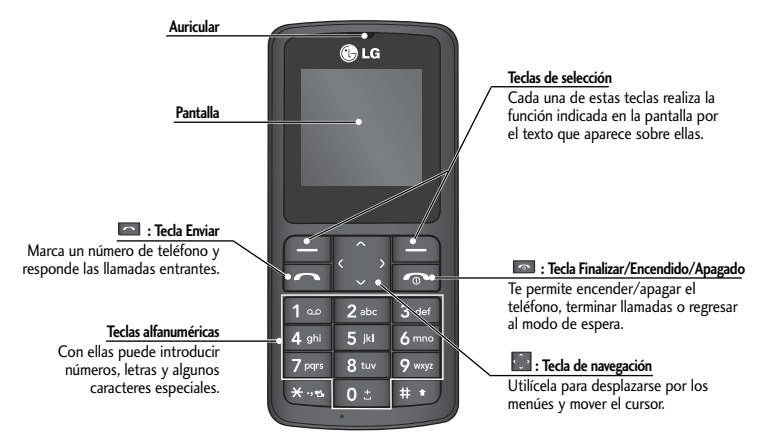 Auricular
LG
Pantalla
Teclas de selección
Cada una de estas teclas realiza la
función indicada en la pantalla por
el texto que aparece sobre ellas.
: Tecla Enviar
Marca un número de teléfono y
responde las llamadas entrantes.
: Tecla Finalizar/Encendido/Apagado
Te permite encender/apagar el
teléfono, terminar llamadas o regresar
al modo de espera.
Teclas alfanuméricas
Con ellas puede introducir
números, letras y algunos
caracteres especiales.
: Tecla de navegación
Utilícela para desplazarse por los
menúes y mover el cursor.
1 2 abc 3 def
4 ghi 5 jkl 6 mno
7 pqrs 8 tuv 9 wxyz
* 0 #